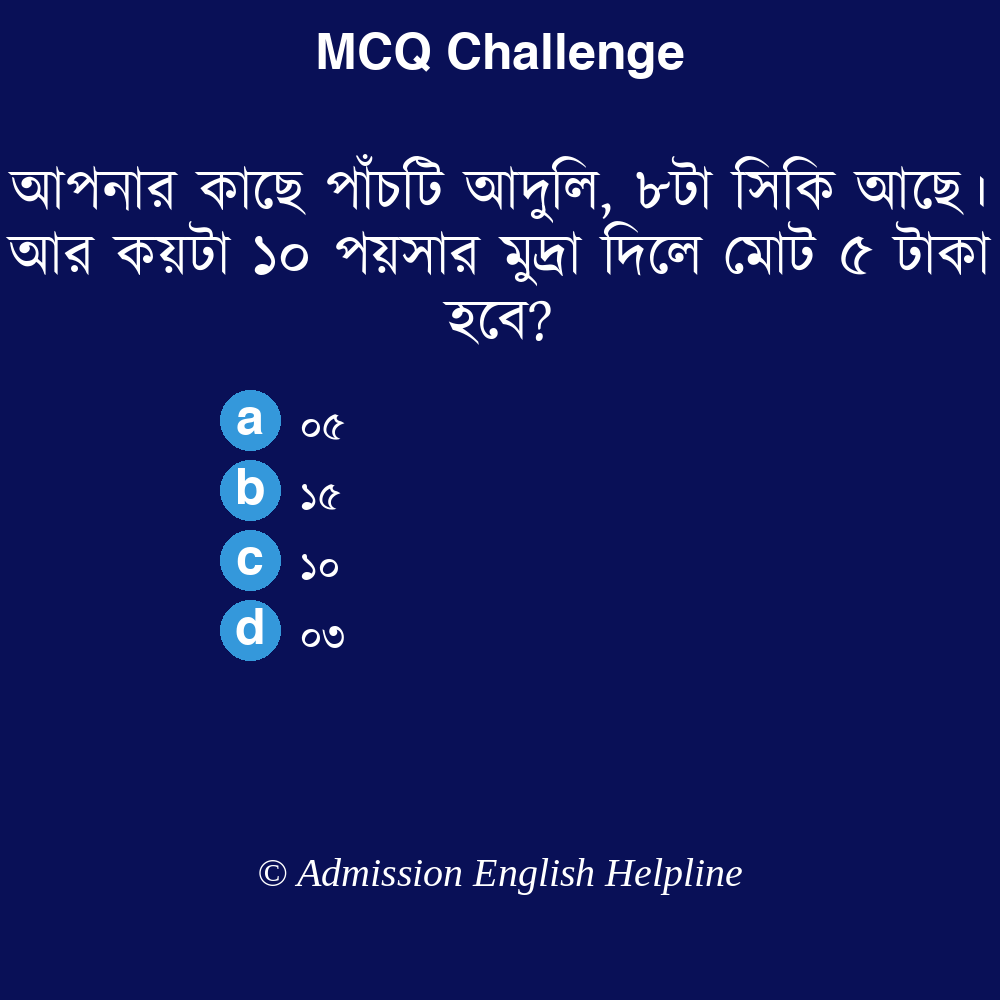 MCQ Challenge
আপনার কাছে পাঁচটি আদুলি, ৮টা সিকি আছে।
আর কয়টা ১০ পয়সার মুদ্রা দিলে মোট ৫ টাকা
হবে?
a ০৫
b ১৫
c ১০
d ০৩
© Admission English Helpline